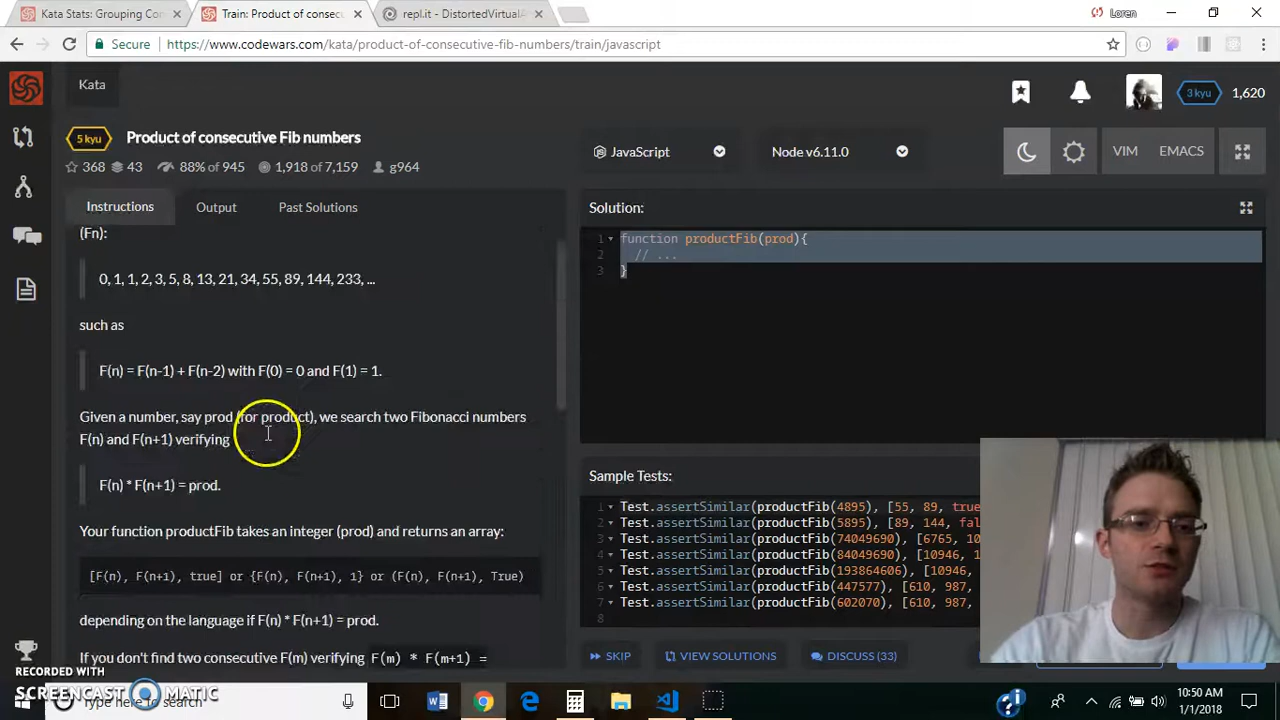 Kata Stats: Grouping Con
Train: Product of consec
repl.it - DistortedVirtualA
Loren
Secure https://www.codewars.com/kata/product-of-consecutive-fib-numbers/train/javascript
Kata
3 kyu 1,620
5 kyu Product of consecutive Fib numbers
368 43 88% of 945 1,918 of 7,159 g964
JavaScript
Node v6.11.0
VIM
EMACS
Instructions
Output
Past Solutions
(Fn):
0, 1, 1, 2, 3, 5, 8, 13, 21, 34, 55, 89, 144, 233, ...
such as
F(n) = F(n-1) + F(n-2) with F(0) = 0 and F(1) = 1.
Given a number, say prod (for product), we search two Fibonacci numbers
F(n) and F(n+1) verifying
F(n) * F(n+1) = prod.
Your function productFib takes an integer (prod) and returns an array:
[F(n), F(n+1), true] or {F(n), F(n+1), 1} or (F(n), F(n+1), True)
depending on the language if F(n) * F(n+1) = prod.
If you don't find two consecutive F(m) verifying F(m) * F(m+1) =
Solution:
1 function productFib(prod){
2 // ...
3 }
Sample Tests:
1 Test.assertSimilar(productFib(4895), [55, 89, true
2 Test.assertSimilar(productFib(5895), [89, 144, fal
3 Test.assertSimilar(productFib(74049690), [6765, 10
4 Test.assertSimilar(productFib(84049690), [10946, 1
5 Test.assertSimilar(productFib(193864606), [10946,
6 Test.assertSimilar(productFib(447577), [610, 987,
7 Test.assertSimilar(productFib(602070), [610, 987,
8
SKIP
VIEW SOLUTIONS
DISCUSS (33)
RECORDED WITH
SCREENCAST MATIC
Type here to search
10:50 AM
1/1/2018